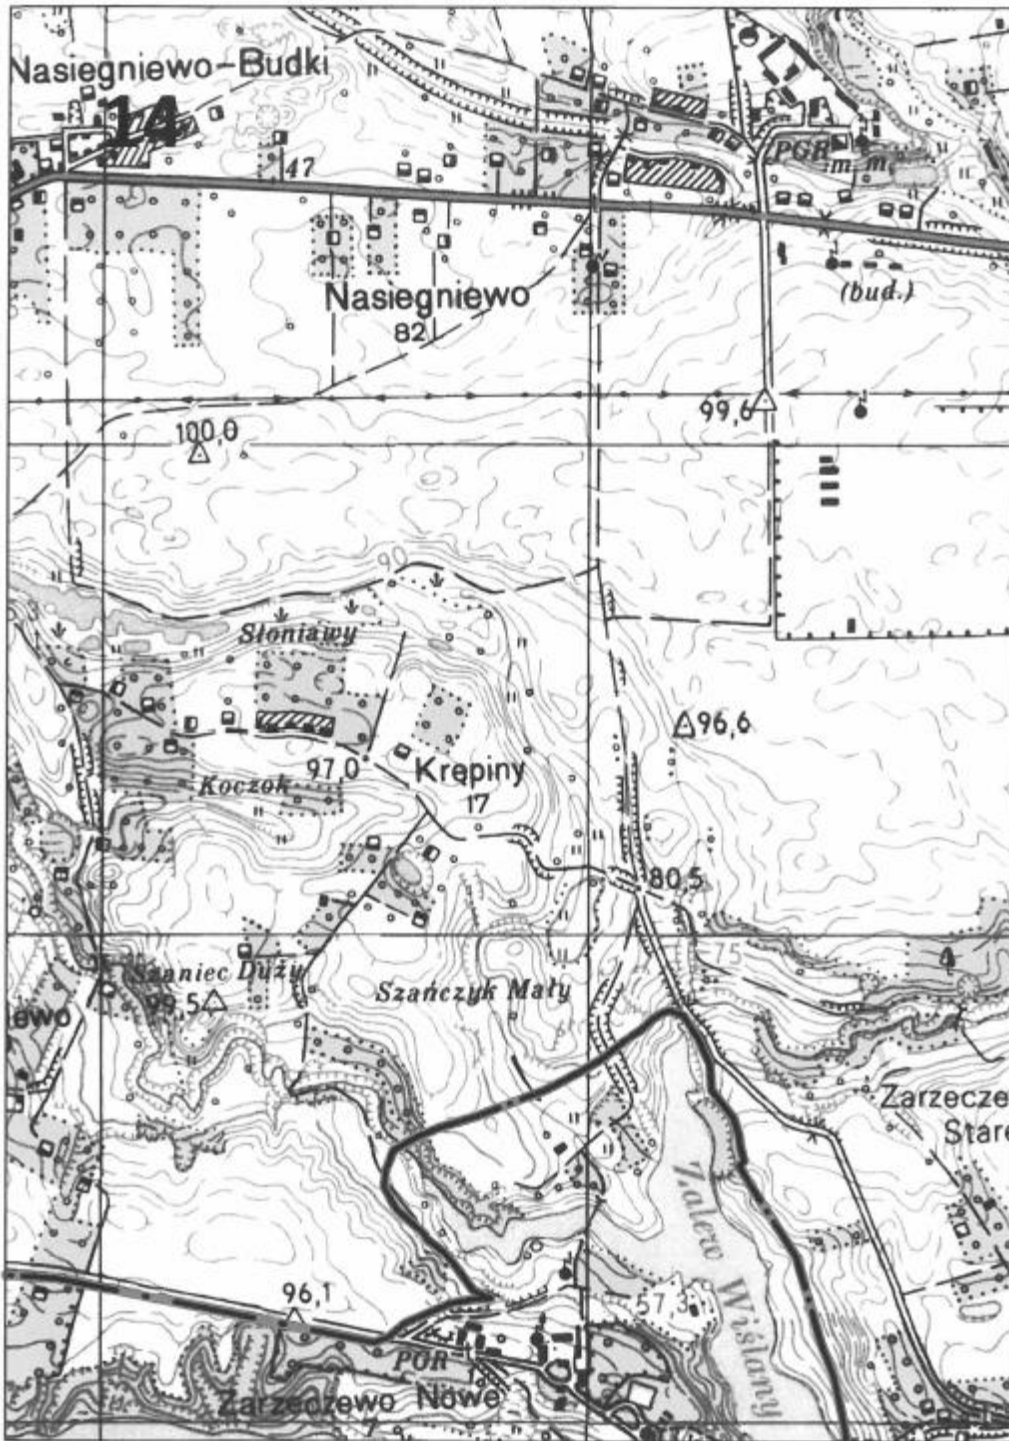 Nasiegniewo-Budki
14
47
PGR
m m
Nasiegniewo
82
(bud.)
99,6
100,0
90
Słoniawy
96,6
97,0
Krępiny
17
Koczok
80,5
75
Szaniec Duży
99,5
Szańczyk Mały
ewo
Zarzecze
Stare
Zalew Wiślany
96,1
57,3
PGR
Zarzeczewo Nowe